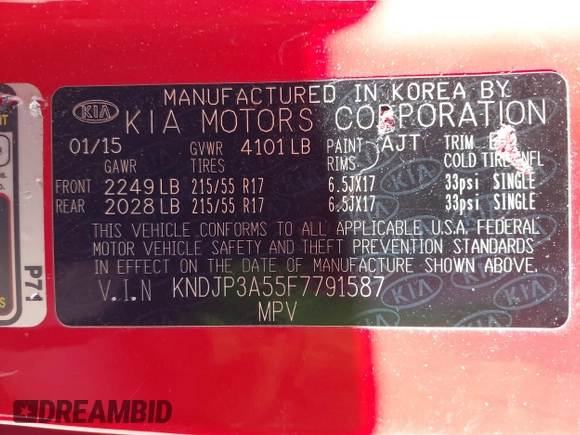 MANUFACTURED IN KOREA BY
KIA KIA MOTORS CORPORATION
01/15 GVWR 4101 LB PAINT AJT TRIM
GAWR TIRES RIMS COLD TIRE INFL
FRONT 2249 LB 215/55 R17 6.5JX17 33psi SINGLE
REAR 2028 LB 215/55 R17 6.5JX17 33psi SINGLE
THIS VEHICLE CONFORMS TO ALL APPLICABLE U.S.A. FEDERAL
MOTOR VEHICLE SAFETY AND THEFT PREVENTION STANDARDS
IN EFFECT ON THE DATE OF MANUFACTURE SHOWN ABOVE.
V.I.N KNDJP3A55F7791587
MPV
P74
DREAMBID